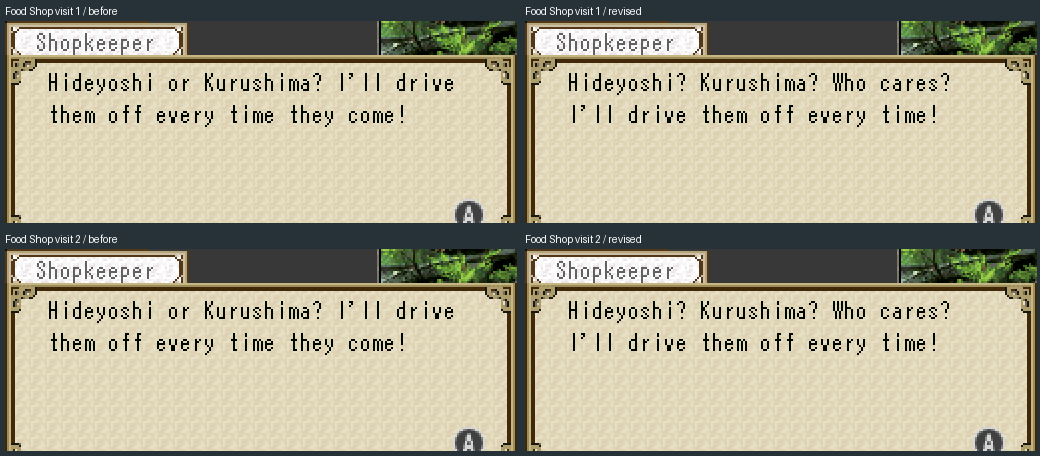 Food Shop visit 1 / before
Shopkeeper
Hideyoshi or Kurushima? I'll drive
them off every time they come!
A
Food Shop visit 1 / revised
Shopkeeper
Hideyoshi? Kurushima? Who cares?
I'll drive them off every time!
A
Food Shop visit 2 / before
Shopkeeper
Hideyoshi or Kurushima? I'll drive
them off every time they come!
A
Food Shop visit 2 / revised
Shopkeeper
Hideyoshi? Kurushima? Who cares?
I'll drive them off every time!
A